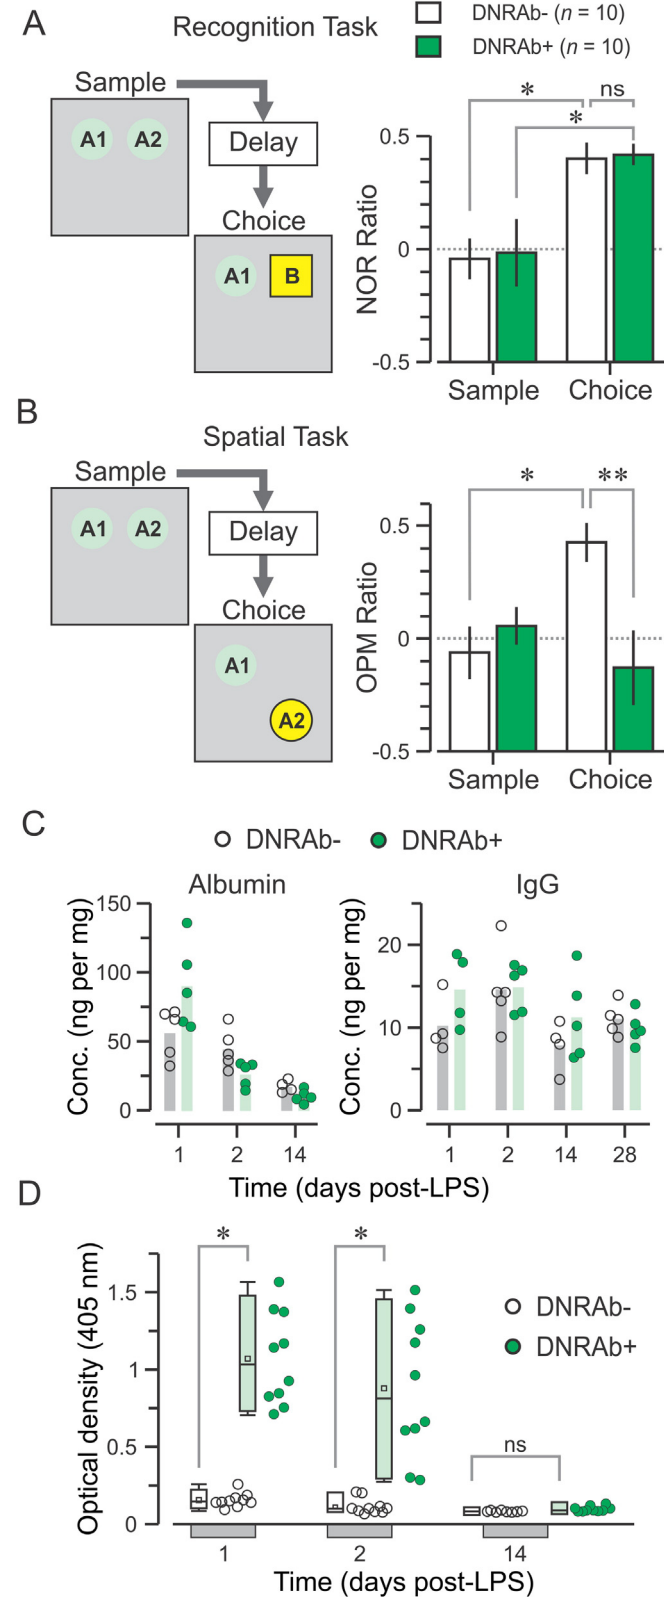 A
Recognition Task
DNRAb- (n = 10)
DNRAb+ (n = 10)
Sample
A1 A2
Delay
Choice
A1 B
* ns
*
NOR Ratio
0.5
0
-0.5
Sample Choice
B
Spatial Task
Sample
A1 A2
Delay
Choice
A1
A2
* **
OPM Ratio
0.5
0
-0.5
Sample Choice
C
DNRAb- DNRAb+
Albumin
Conc. (ng per mg)
150
100
50
0
1 2 14
IgG
Conc. (ng per mg)
20
10
0
1 2 14 28
Time (days post-LPS)
D
* *
Optical density (405 nm)
1.5
1
0.5
0
DNRAb-
DNRAb+
ns
1 2 14
Time (days post-LPS)